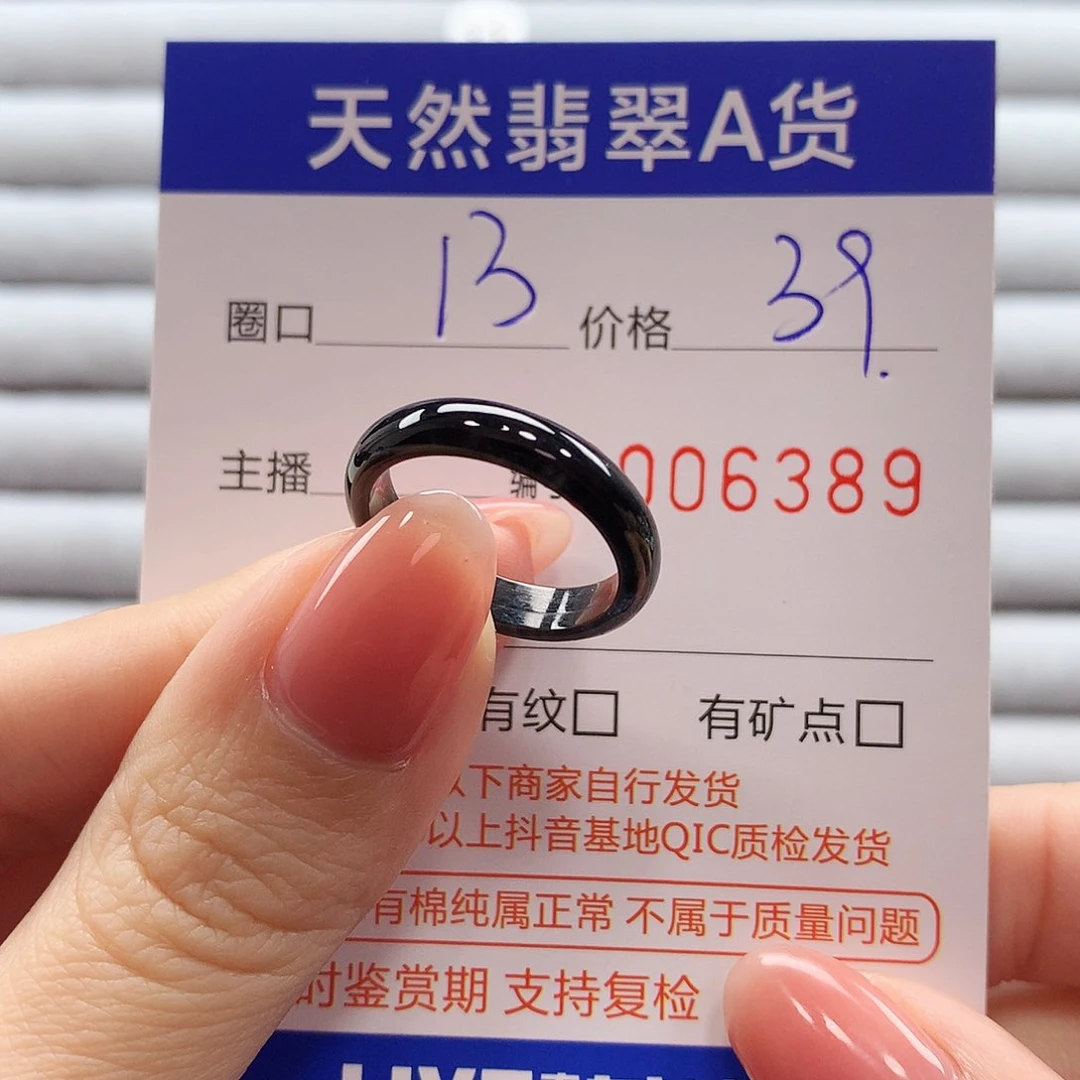 天然翡翠A货
圈口 13 价格 39.
主播 编 006389
有纹□ 有矿点□
以下商家自行发货
以上抖音基地QIC质检发货
有棉纯属正常 不属于质量问题
时鉴赏期 支持复检